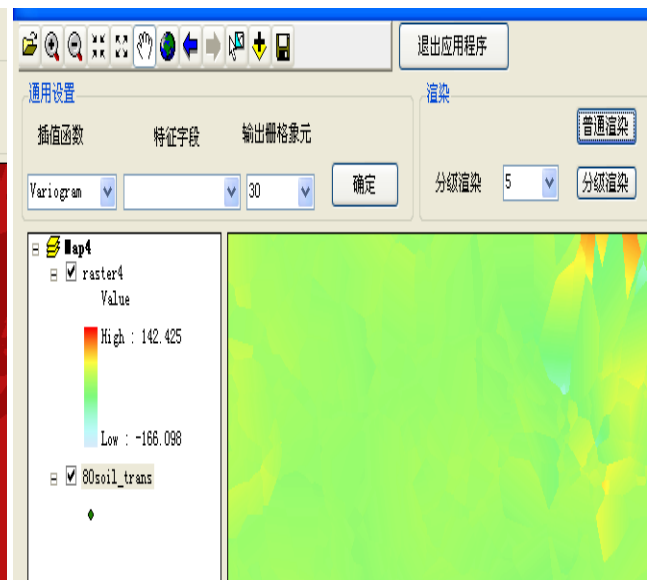 退出应用程序
通用设置
渲染
插值函数
特征字段
输出栅格象元
普通渲染
Variogram
30
确定
分级渲染
5
分级渲染
Map4
raster4
Value
High : 142.425
Low : -166.098
80soil_trans